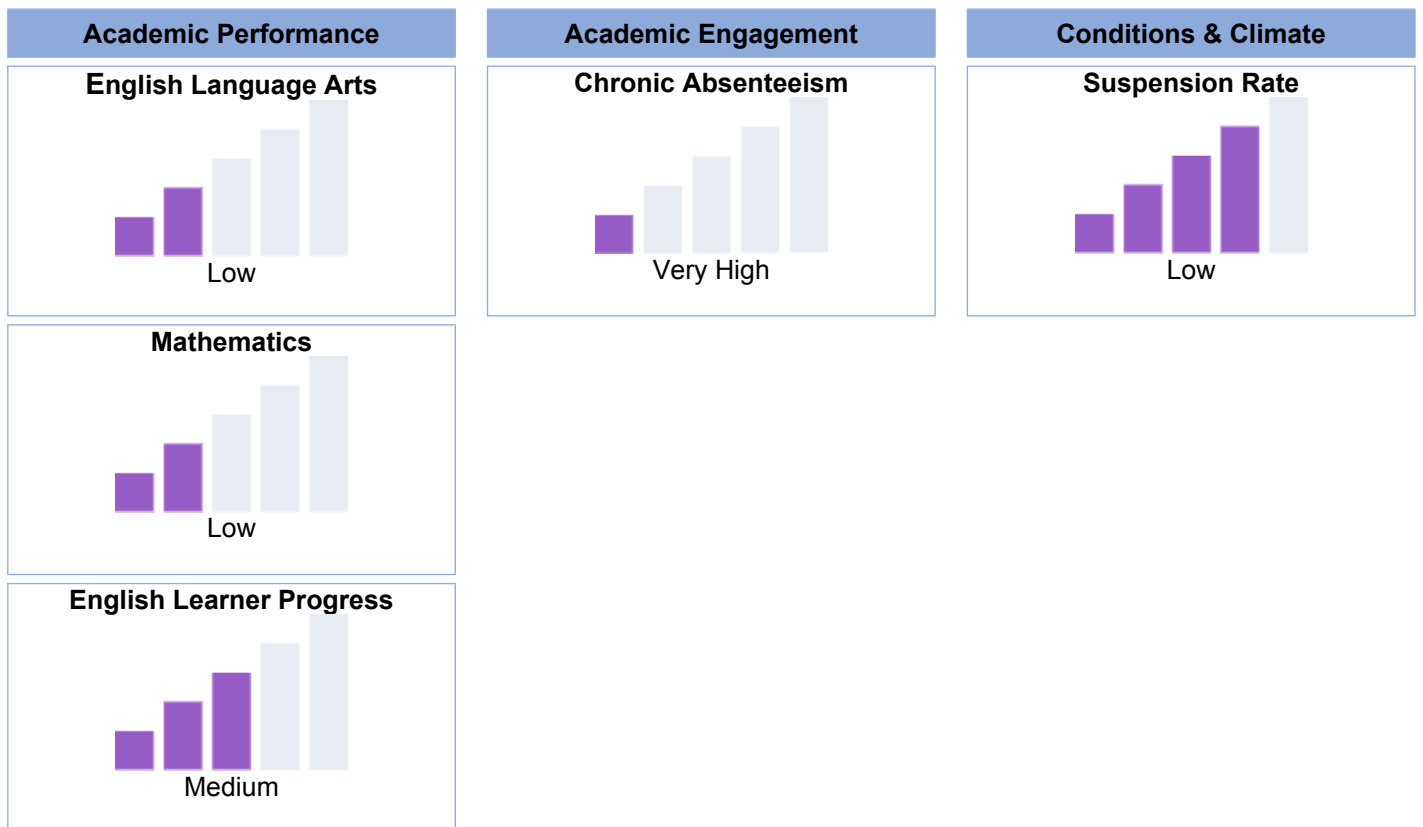 Academic Performance
Academic Engagement
Conditions & Climate
English Language Arts
Low
Chronic Absenteeism
Very High
Suspension Rate
Low
Mathematics
Low
English Learner Progress
Medium